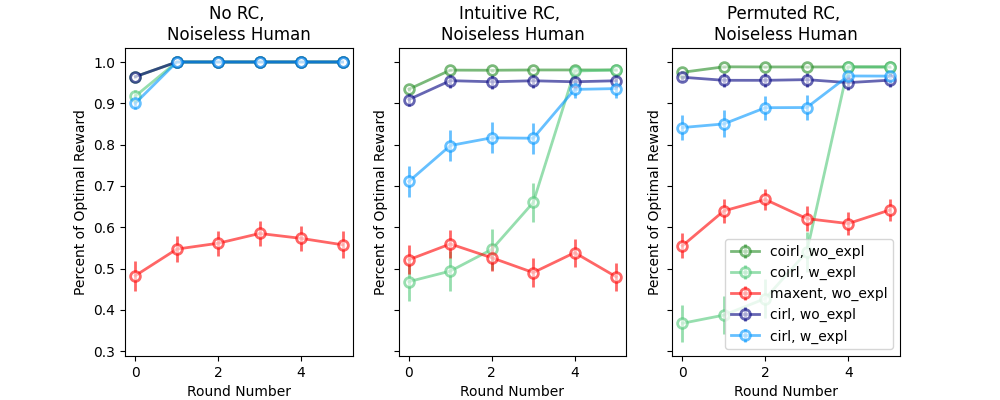 No RC,
Noiseless Human
Intuitive RC,
Noiseless Human
Permuted RC,
Noiseless Human
Percent of Optimal Reward
1.0
0.9
0.8
0.7
0.6
0.5
0.4
0.3
0 2 4
Round Number
Percent of Optimal Reward
0 2 4
Round Number
Percent of Optimal Reward
coirl, wo_expl
coirl, w_expl
maxent, wo_expl
cirl, wo_expl
cirl, w_expl
0 2 4
Round Number